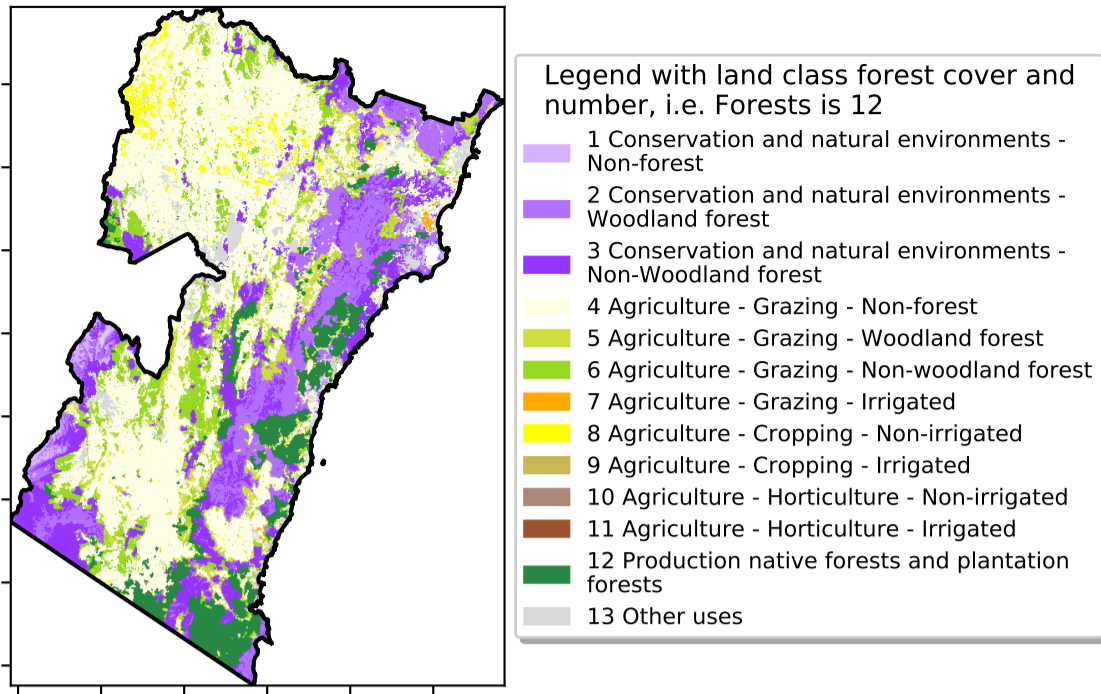 Legend with land class forest cover and
number, i.e. Forests is 12
1 Conservation and natural environments -
Non-forest
2 Conservation and natural environments -
Woodland forest
3 Conservation and natural environments -
Non-Woodland forest
4 Agriculture - Grazing - Non-forest
5 Agriculture - Grazing - Woodland forest
6 Agriculture - Grazing - Non-woodland forest
7 Agriculture - Grazing - Irrigated
8 Agriculture - Cropping - Non-irrigated
9 Agriculture - Cropping - Irrigated
10 Agriculture - Horticulture - Non-irrigated
11 Agriculture - Horticulture - Irrigated
12 Production native forests and plantation
forests
13 Other uses